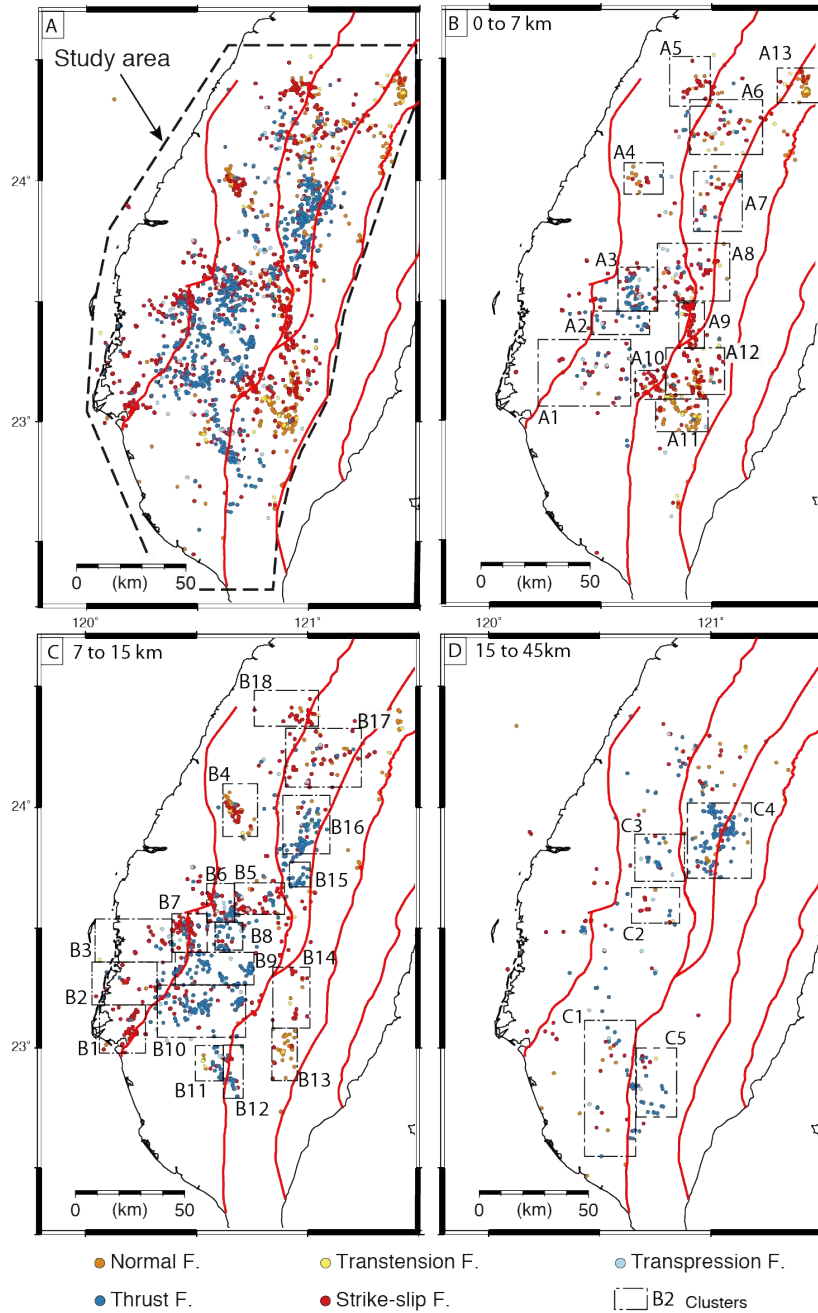 A
Study area
24°
23°
0
50
(km)
120°
121°
B
0 to 7 km
A5
A13
A6
A4
A7
A3
A8
A2
A9
A10
A12
A1
A11
0
50
(km)
120°
121°
C
7 to 15 km
B18
B17
B4
24°
B16
B6
B5
B15
B7
B8
B3
B9
B14
B2
B1
B10
23°
B13
B11
B12
0
50
(km)
D
15 to 45km
C3
C4
C2
C1
C5
0
50
(km)
Normal F.
Transtension F.
Transpression F.
Thrust F.
Strike-slip F.
B2 Clusters